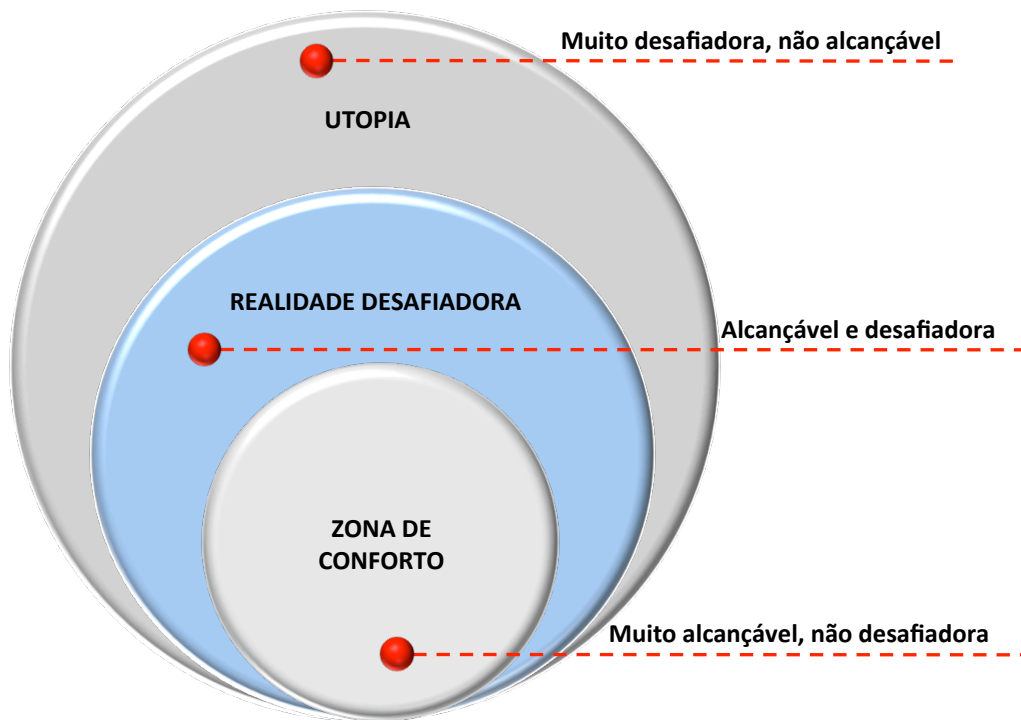 Muito desafiadora, não alcançável
UTOPIA
REALIDADE DESAFIADORA
Alcançável e desafiadora
ZONA DE
CONFORTO
Muito alcançável, não desafiadora